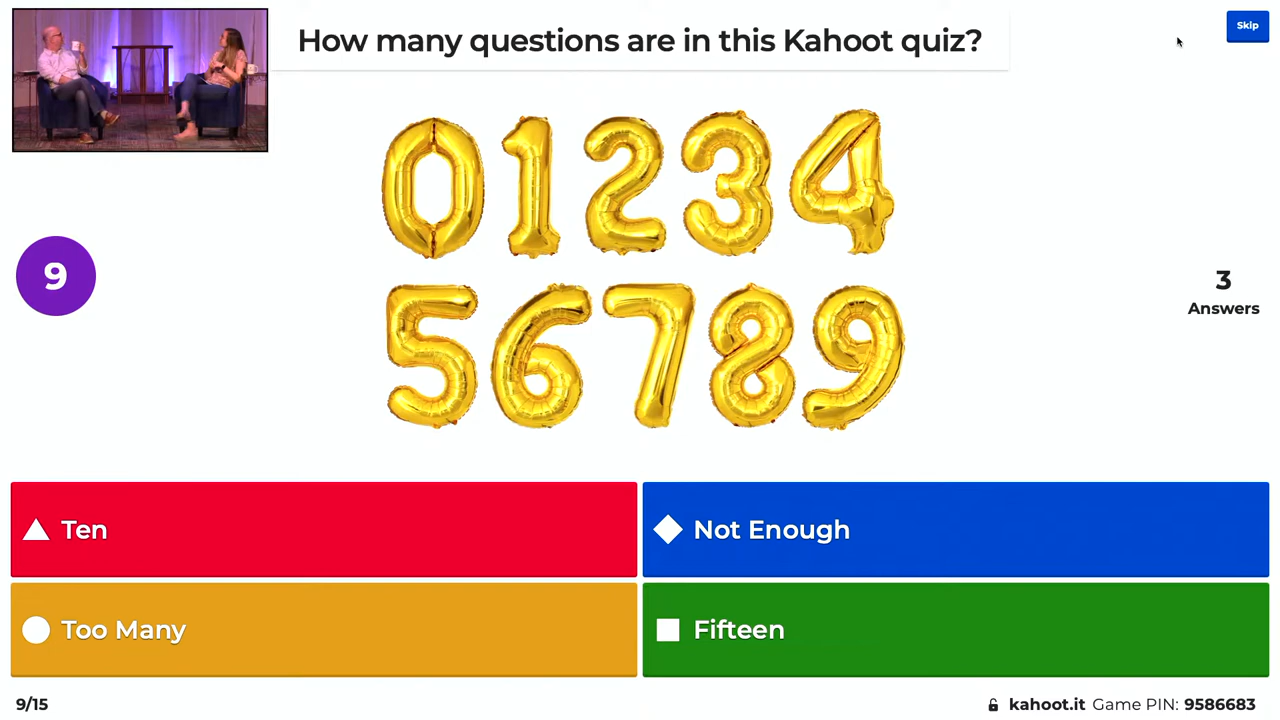 How many questions are in this Kahoot quiz?
Skip
0 1 2 3 4
9
3
Answers
5 6 7 8 9
Ten
Not Enough
Too Many
Fifteen
9/15
kahoot.it Game PIN: 9586683